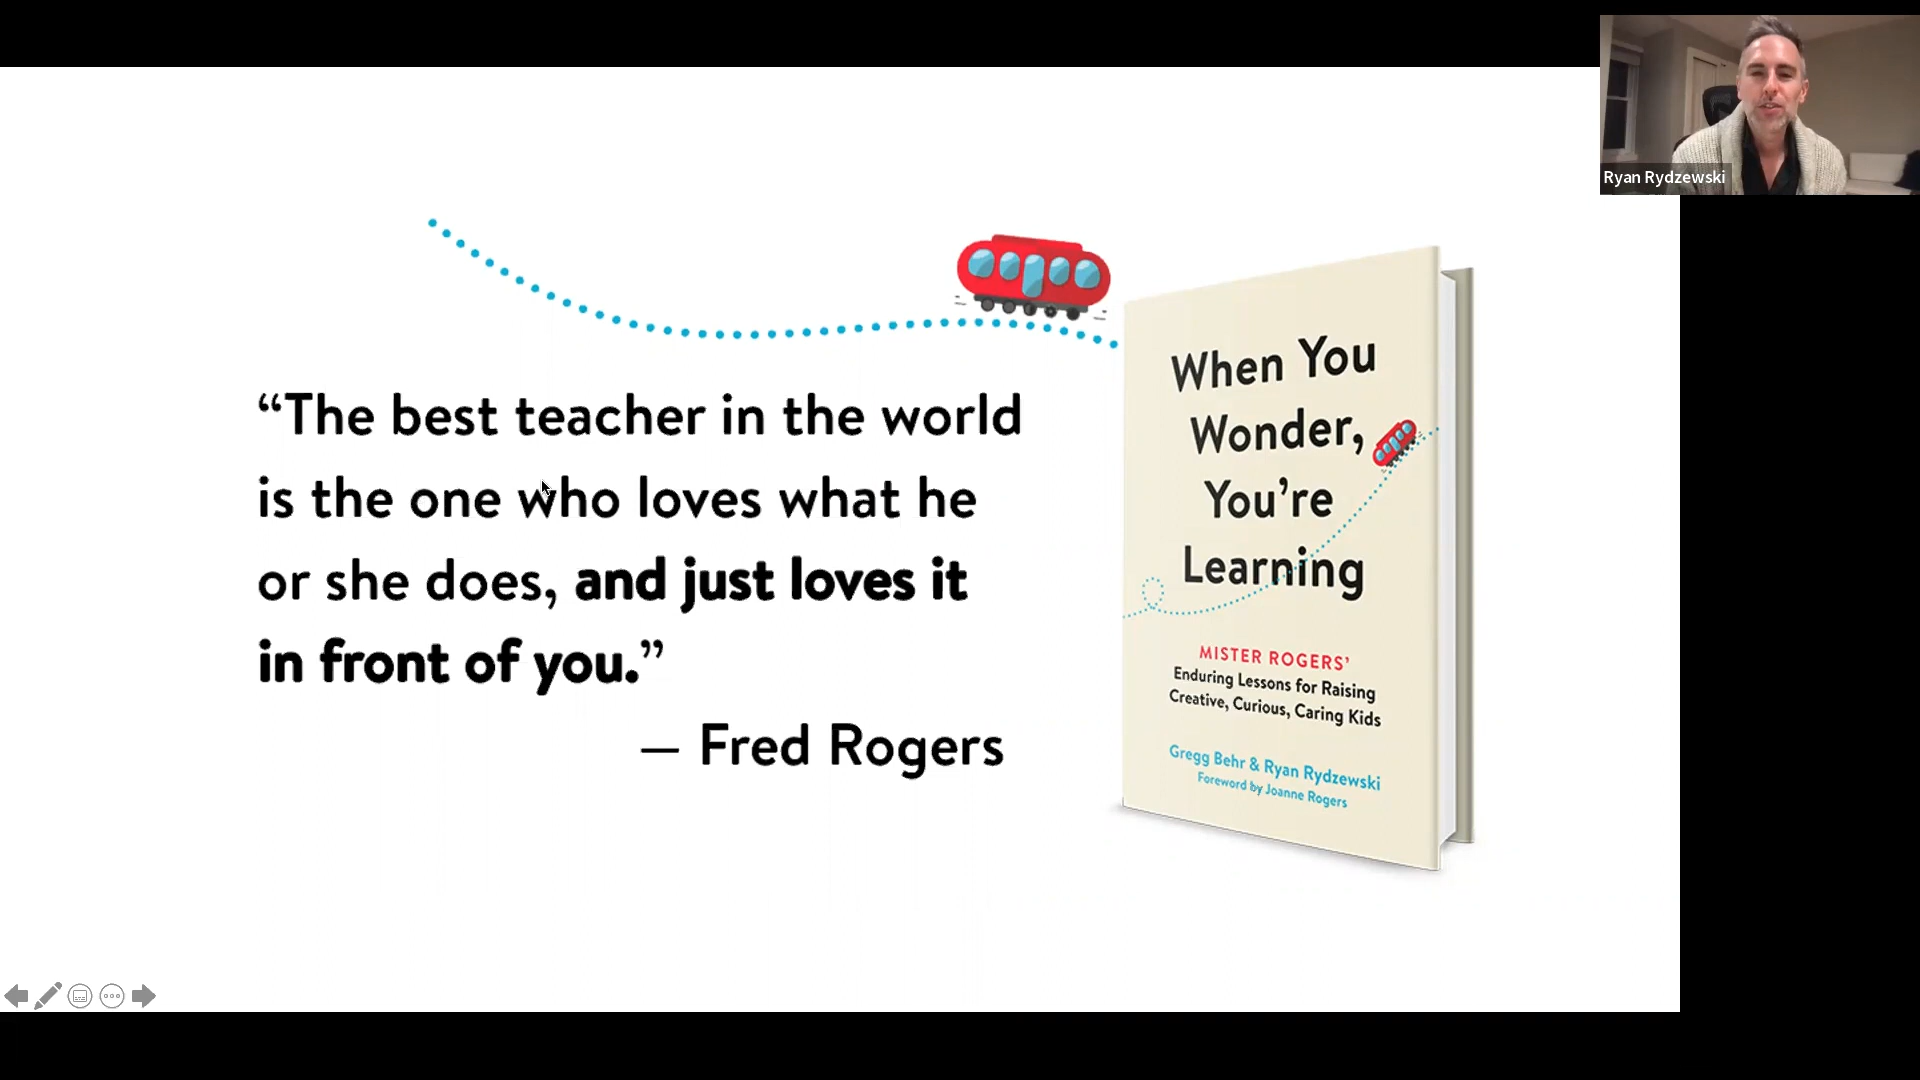 Ryan Rydzewski
“The best teacher in the world
is the one who loves what he
or she does, and just loves it
in front of you.”
— Fred Rogers
When You
Wonder,
You’re
Learning
MISTER ROGERS’
Enduring Lessons for Raising
Creative, Curious, Caring Kids
Gregg Behr & Ryan Rydzewski
Foreword by Joanne Rogers